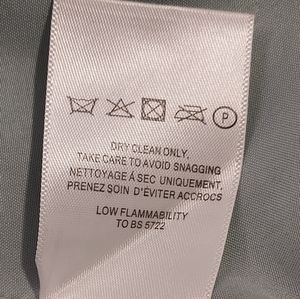 P
DRY CLEAN ONLY,
TAKE CARE TO AVOID SNAGGING
NETTOYAGE À SEC UNIQUEMENT,
PRENEZ SOIN D'ÉVITER ACCROCS
LOW FLAMMABILITY
TO BS 5722